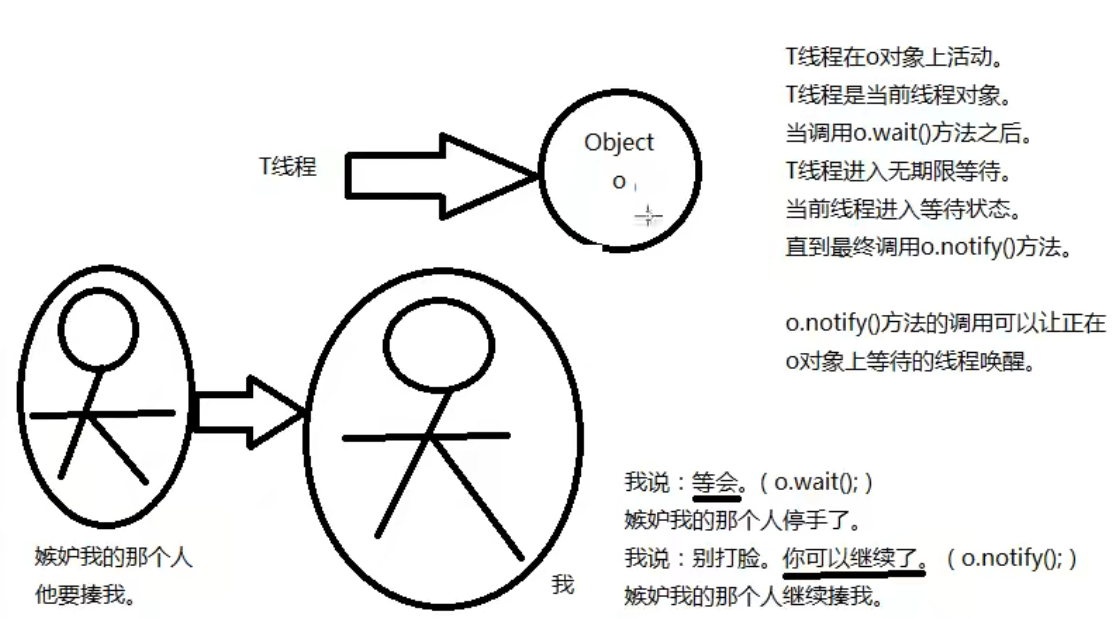 T线程
Object
o
T线程在o对象上活动。
T线程是当前线程对象。
当调用o.wait()方法之后。
T线程进入无期限等待。
当前线程进入等待状态。
直到最终调用o.notify()方法。
o.notify()方法的调用可以让正在
o对象上等待的线程唤醒。
嫉妒我的那个人
他要揍我。
我
我说：等会。( o.wait(); )
嫉妒我的那个人停手了。
我说：别打脸。你可以继续了。 ( o.notify(); )
嫉妒我的那个人继续揍我。